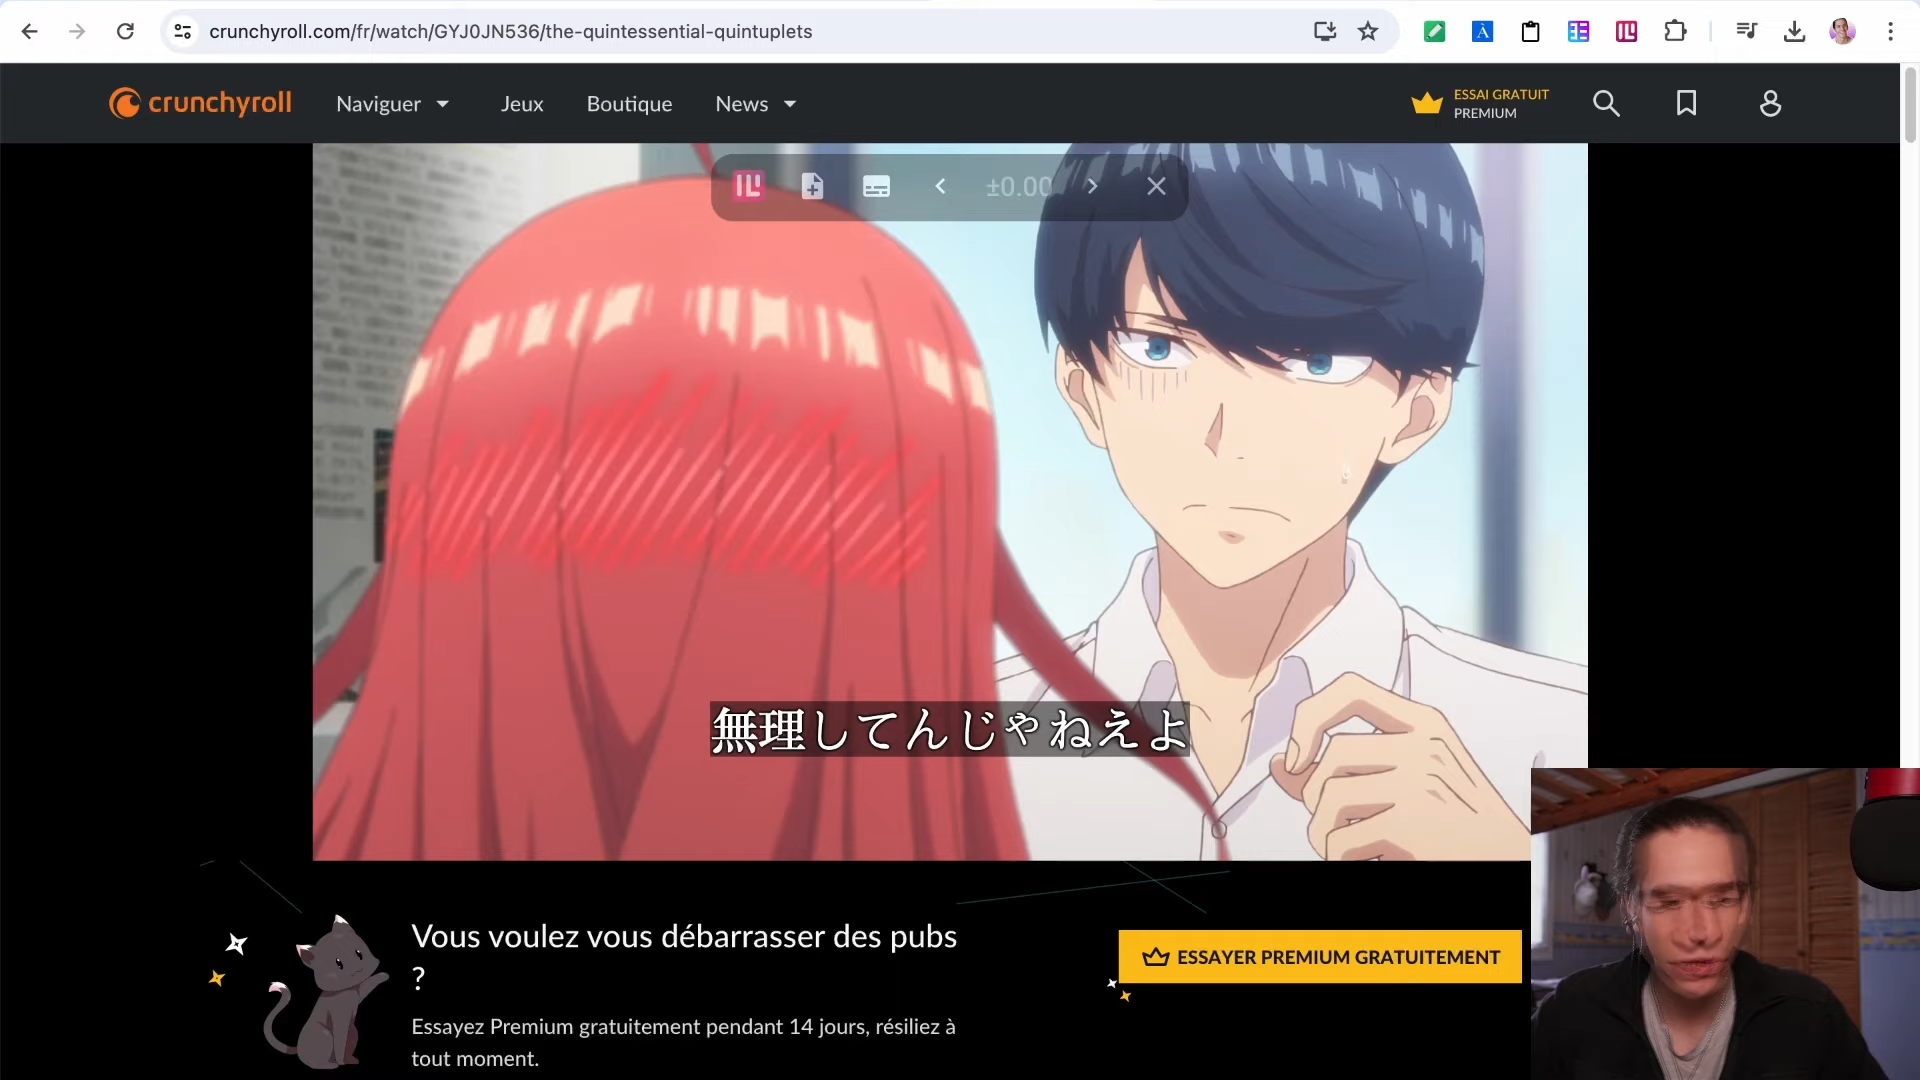 crunchyroll.com/fr/watch/GYJ0JN536/the-quintessential-quintuplets
crunchyroll
Naviguer
Jeux
Boutique
News
ESSAI GRATUIT
PREMIUM
±0.00
無理してんじゃねえよ
Vous voulez vous débarrasser des pubs
?
ESSAYER PREMIUM GRATUITEMENT
Essayez Premium gratuitement pendant 14 jours, résiliez à
tout moment.